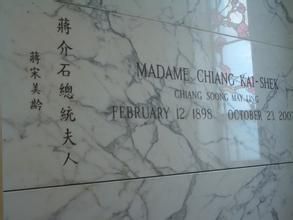 蔣介石總統夫人
蔣宋美齡
MADAME CHIANG KAI-SHEK
CHIANG SOONG MAY-LING
FEBRUARY 12 1898 OCTOBER 23 2003